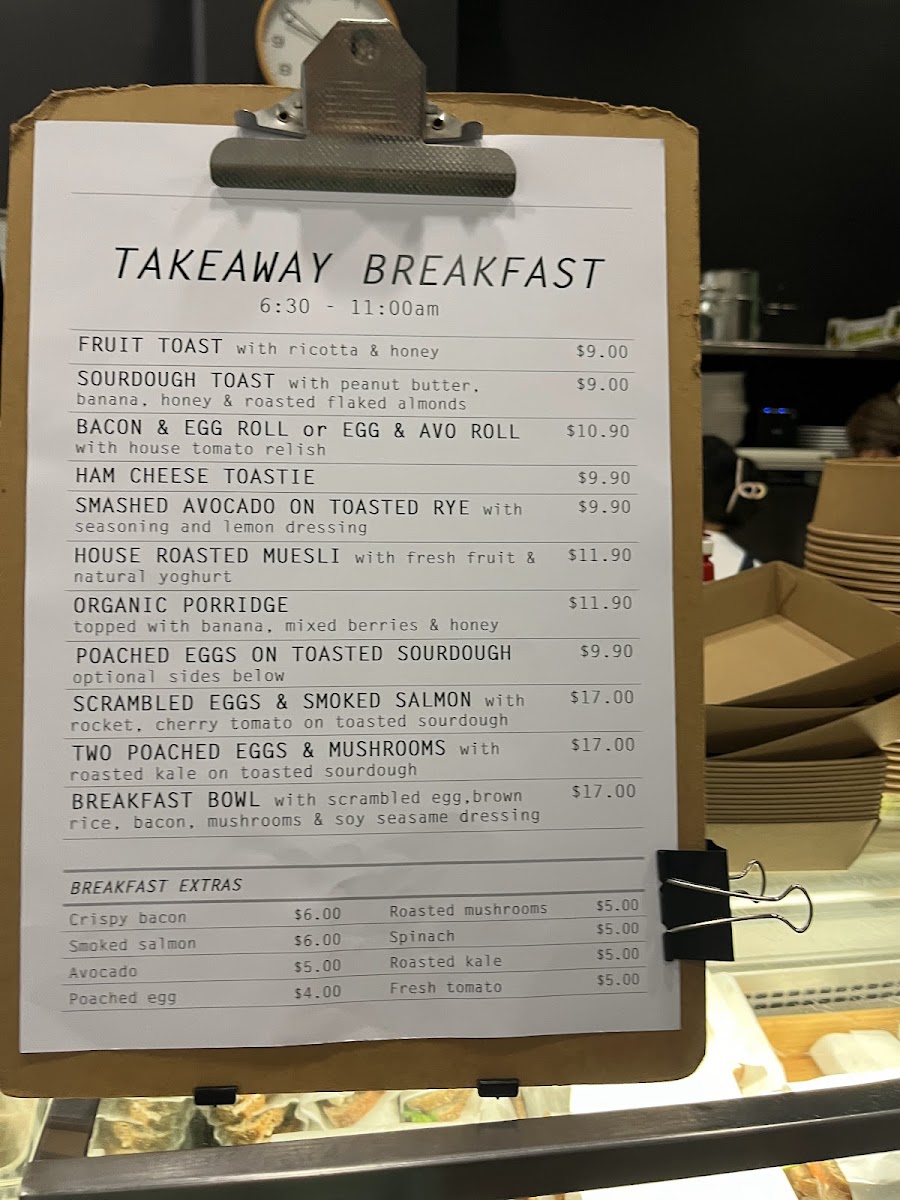 TAKEAWAY BREAKFAST
6:30 - 11:00am
FRUIT TOAST with ricotta & honey $9.00
SOURDOUGH TOAST with peanut butter, $9.00
banana, honey & roasted flaked almonds
BACON & EGG ROLL or EGG & AVO ROLL $10.90
with house tomato relish
HAM CHEESE TOASTIE $9.90
SMASHED AVOCADO ON TOASTED RYE with $9.90
seasoning and lemon dressing
HOUSE ROASTED MUESLI with fresh fruit & $11.90
natural yoghurt
ORGANIC PORRIDGE $11.90
topped with banana, mixed berries & honey
POACHED EGGS ON TOASTED SOURDOUGH $9.90
optional sides below
SCRAMBLED EGGS & SMOKED SALMON with $17.00
rocket, cherry tomato on toasted sourdough
TWO POACHED EGGS & MUSHROOMS with $17.00
roasted kale on toasted sourdough
BREAKFAST BOWL with scrambled egg,brown $17.00
rice, bacon, mushrooms & soy seasame dressing
BREAKFAST EXTRAS
Crispy bacon $6.00 Roasted mushrooms $5.00
Smoked salmon $6.00 Spinach $5.00
Avocado $5.00 Roasted kale $5.00
Poached egg $4.00 Fresh tomato $5.00